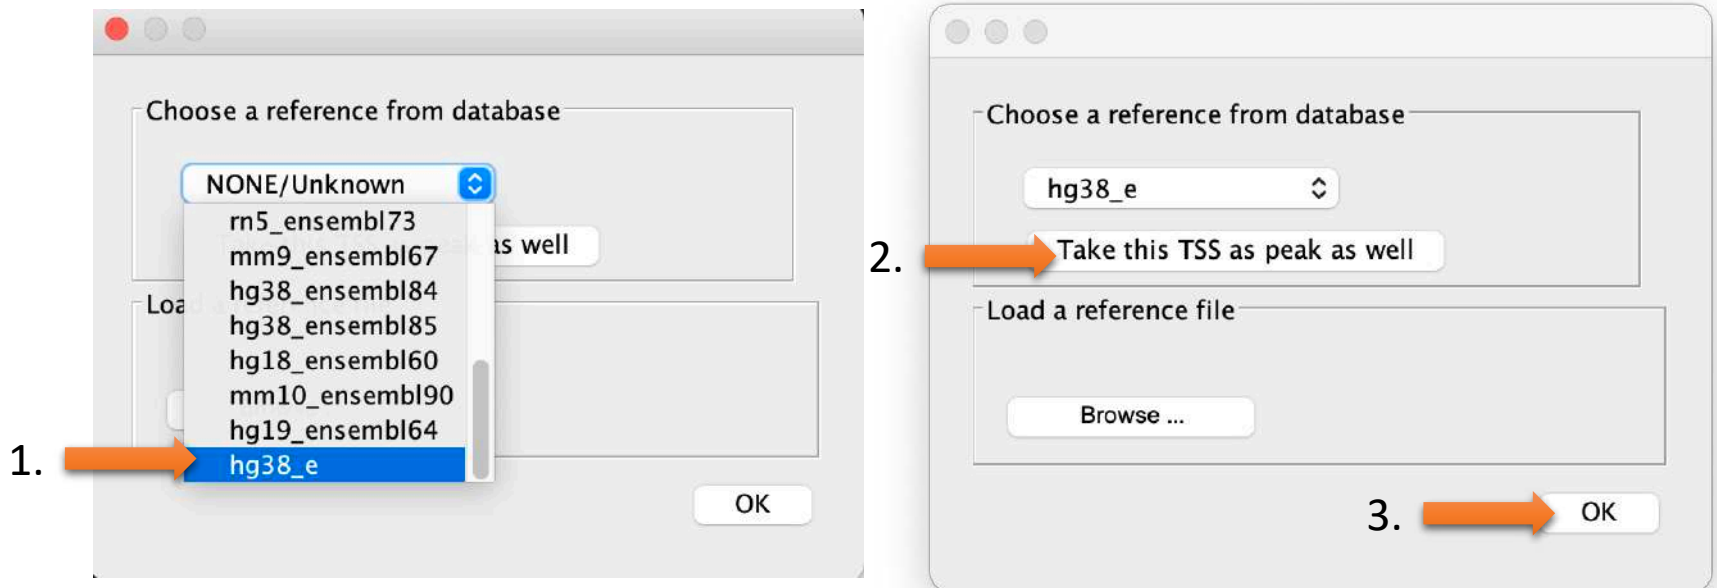 Choose a reference from database
NONE/Unknown
rn5_ensembl73
mm9_ensembl67
as well
hg38_ensembl84
Loa
hg38_ensembl85
hg18_ensembl60
mm10_ensembl90
hg19_ensembl64
1.
hg38_e
OK
Choose a reference from database
hg38_e
2.
Take this TSS as peak as well
Load a reference file
Browse ...
3.
OK